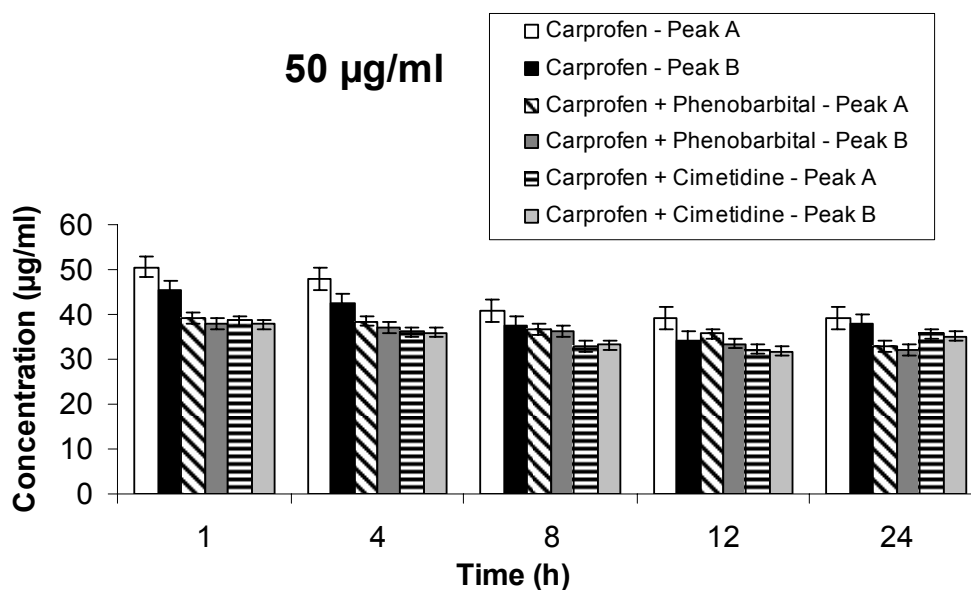 50 µg/ml
Carprofen - Peak A
Carprofen - Peak B
Carprofen + Phenobarbital - Peak A
Carprofen + Phenobarbital - Peak B
Carprofen + Cimetidine - Peak A
Carprofen + Cimetidine - Peak B
Concentration (µg/ml)
60
50
40
30
20
10
0
1 4 8 12 24
Time (h)